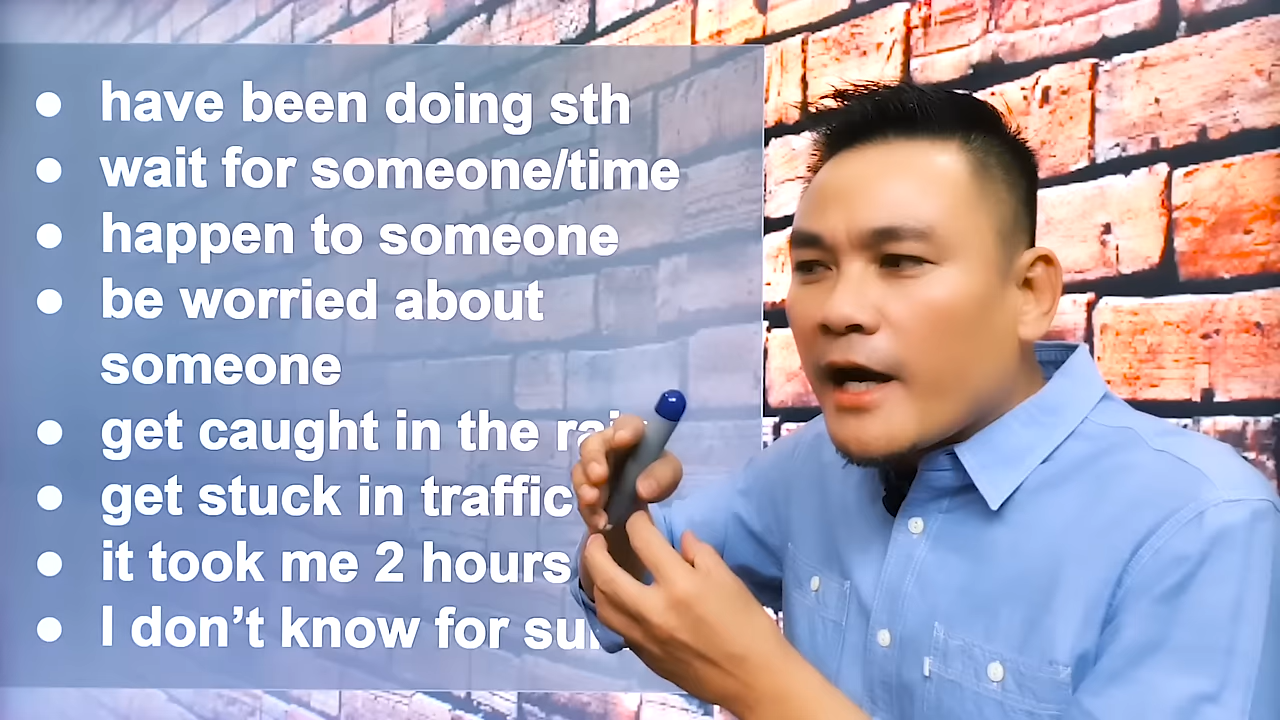 ● have been doing sth
● wait for someone/time
● happen to someone
● be worried about
someone
● get caught in the
● get stuck in traffic
● it took me 2 hours
● I don't know for